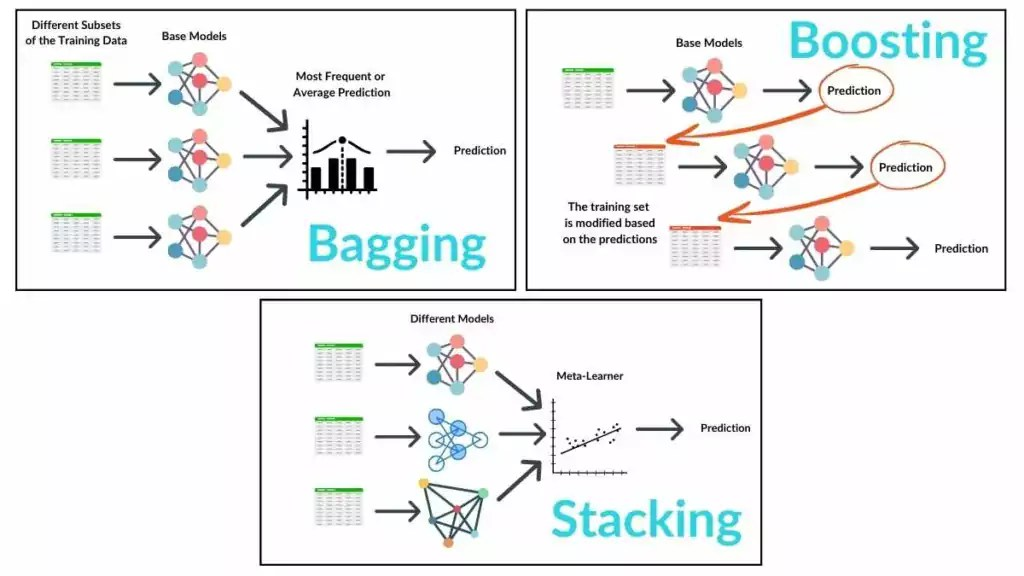 Different Subsets
of the Training Data
Base Models
Most Frequent or
Average Prediction
Prediction
Bagging
Boosting
Base Models
Prediction
Prediction
The training set
is modified based
on the predictions
Prediction
Different Models
Meta-Learner
Prediction
Stacking